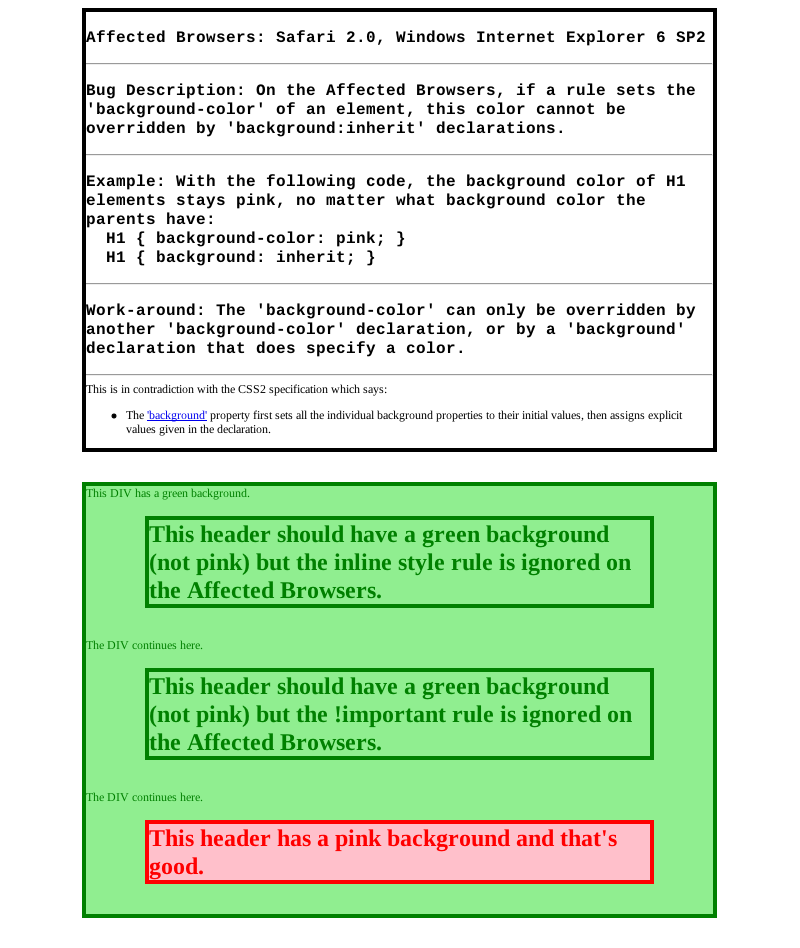 Affected Browsers: Safari 2.0, Windows Internet Explorer 6 SP2
Bug Description: On the Affected Browsers, if a rule sets the
'background-color' of an element, this color cannot be
overridden by 'background:inherit' declarations.
Example: With the following code, the background color of H1
elements stays pink, no matter what background color the
parents have:
H1 { background-color: pink; }
H1 { background: inherit; }
Work-around: The 'background-color' can only be overridden by
another 'background-color' declaration, or by a 'background'
declaration that does specify a color.
This is in contradiction with the CSS2 specification which says:
• The 'background' property first sets all the individual background properties to their initial values, then assigns explicit
values given in the declaration.
This DIV has a green background.
This header should have a green background
(not pink) but the inline style rule is ignored on
the Affected Browsers.
The DIV continues here.
This header should have a green background
(not pink) but the !important rule is ignored on
the Affected Browsers.
The DIV continues here.
This header has a pink background and that's
good.